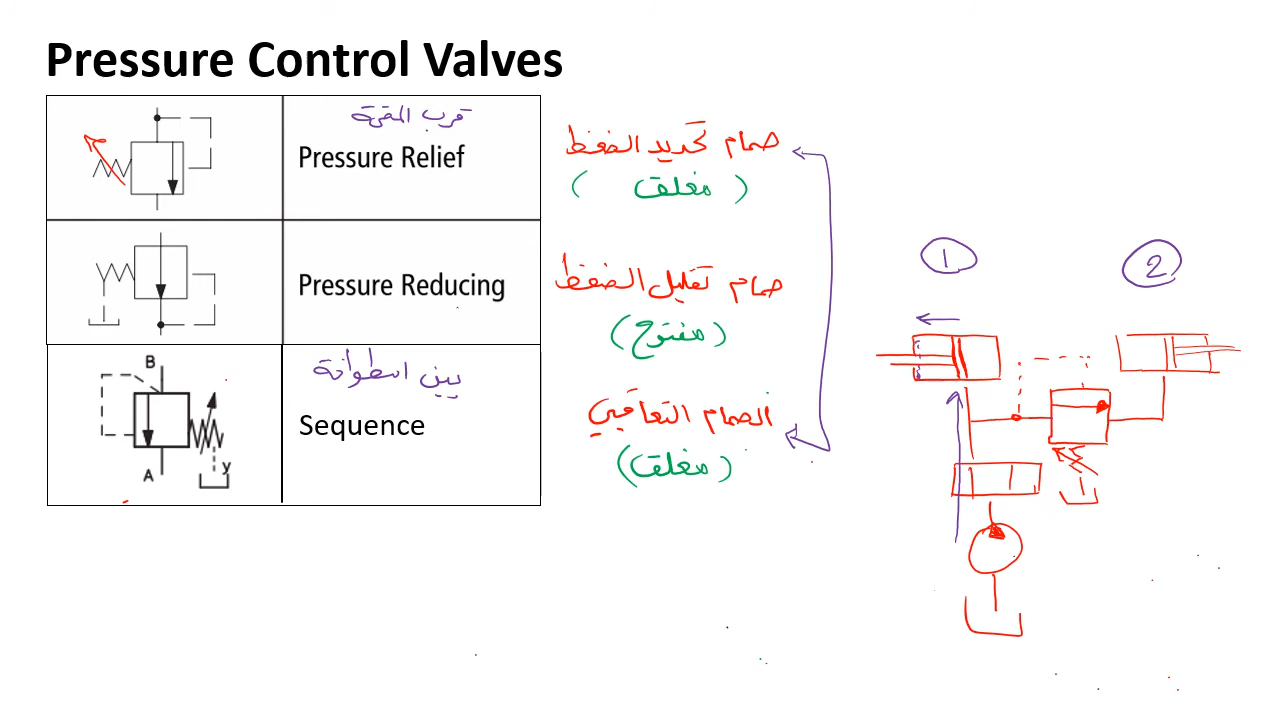 Pressure Control Valves
قرب المضخة
Pressure Relief
صمام تحديد الضغط
( مغلق )
Pressure Reducing
صمام تقليل الضغط
(مفتوح)
B
A
y
بين اسطوانة
Sequence
الصمام التعاقبي
(مغلق)
1
2